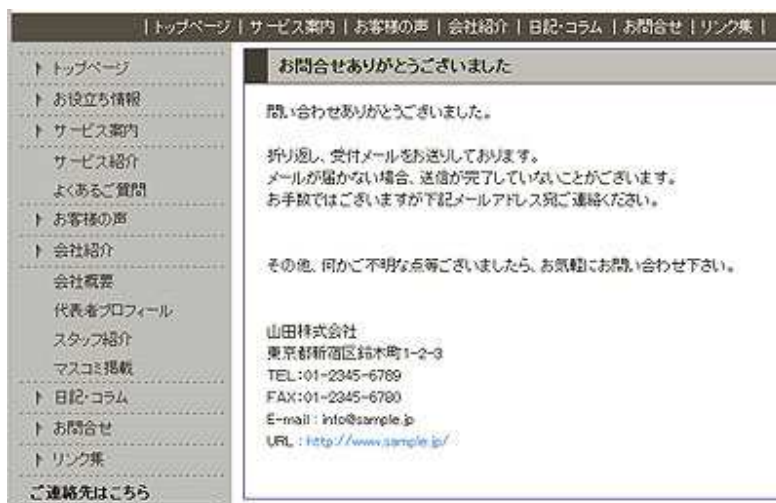 |トップページ|サービス案内|お客様の声|会社紹介|日記・コラム|お問合せ|リンク集|
トップページ
お役立ち情報
サービス案内
サービス紹介
よくあるご質問
お客様の声
会社紹介
会社概要
代表者プロフィール
スタッフ紹介
マスコミ掲載
日記・コラム
お問合せ
リンク集
ご連絡先はこちら
お問合せありがとうございました
問い合わせありがとうございました。
折り返し、受付メールをお送りしております。
メールが届かない場合、送信が完了していないことがございます。
お手数ではございますが下記メールアドレス宛ご連絡ください。
その他、何かご不明な点等ございましたら、お気軽にお問い合わせ下さい。
山田株式会社
東京都新宿区鈴木町1-2-3
TEL:01-2345-6789
FAX:01-2345-6780
E-mail : info@sample.jp
URL : http://www.sample.jp/